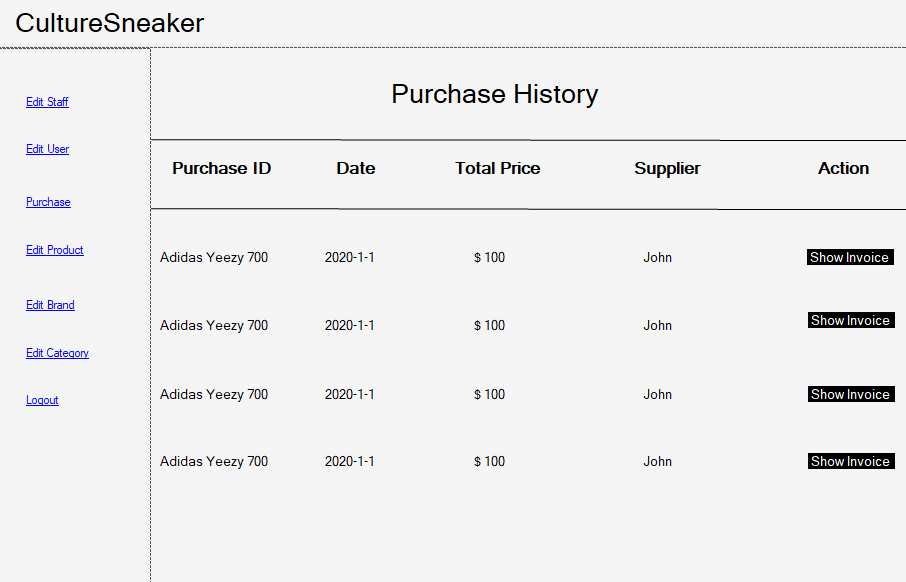 CultureSneaker
Edit Staff
Edit User
Purchase
Edit Product
Edit Brand
Edit Category
Logout
Purchase History
Purchase ID Date Total Price Supplier Action
Adidas Yeezy 700 2020-1-1 $ 100 John Show Invoice
Adidas Yeezy 700 2020-1-1 $ 100 John Show Invoice
Adidas Yeezy 700 2020-1-1 $ 100 John Show Invoice
Adidas Yeezy 700 2020-1-1 $ 100 John Show Invoice